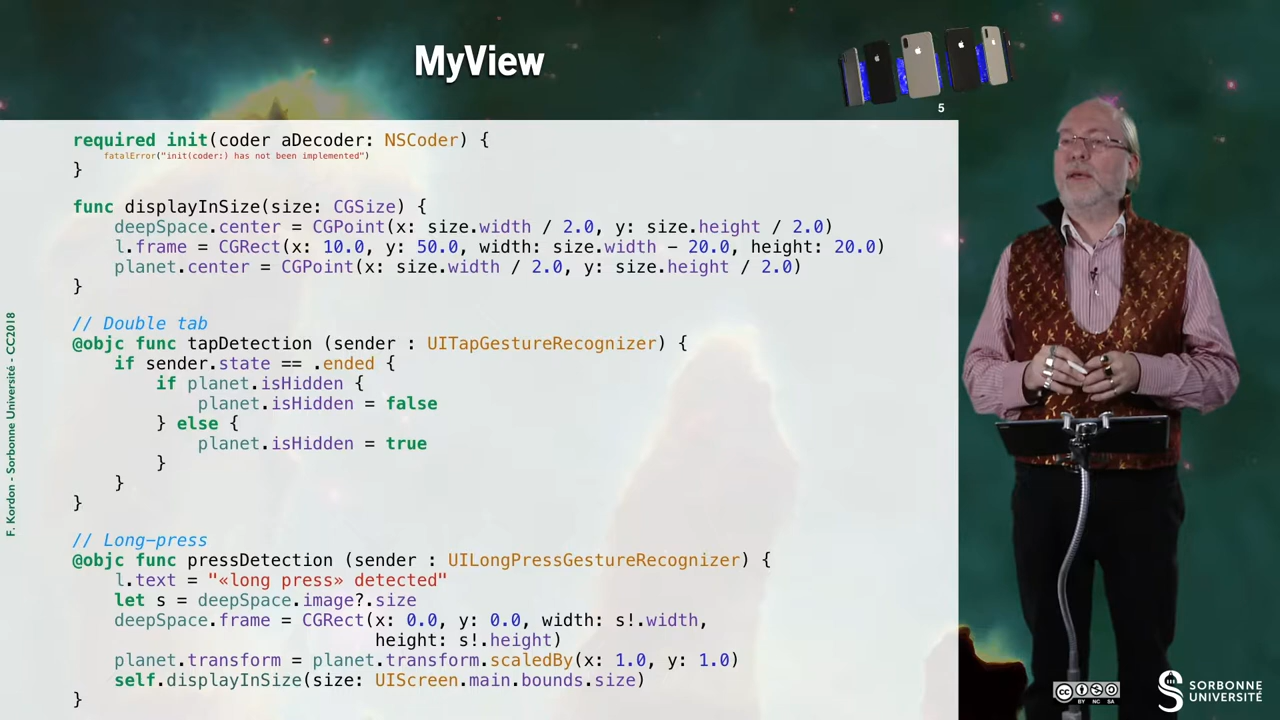 MyView
5
required init(coder aDecoder: NSCoder) {
fatalError("init(coder:) has not been implemented")
}
func displayInSize(size: CGSize) {
deepSpace.center = CGPoint(x: size.width / 2.0, y: size.height / 2.0)
l.frame = CGRect(x: 10.0, y: 50.0, width: size.width - 20.0, height: 20.0)
planet.center = CGPoint(x: size.width / 2.0, y: size.height / 2.0)
}
// Double tab
@objc func tapDetection (sender : UITapGestureRecognizer) {
if sender.state == .ended {
if planet.isHidden {
planet.isHidden = false
} else {
planet.isHidden = true
}
}
}
// Long-press
@objc func pressDetection (sender : UILongPressGestureRecognizer) {
l.text = "«long press» detected"
let s = deepSpace.image?.size
deepSpace.frame = CGRect(x: 0.0, y: 0.0, width: s!.width,
height: s!.height)
planet.transform = planet.transform.scaledBy(x: 1.0, y: 1.0)
self.displayInSize(size: UIScreen.main.bounds.size)
}
F. Kordon - Sorbonne Université - CC2018
cc
BY NC SA
SORBONNE
UNIVERSITÉ